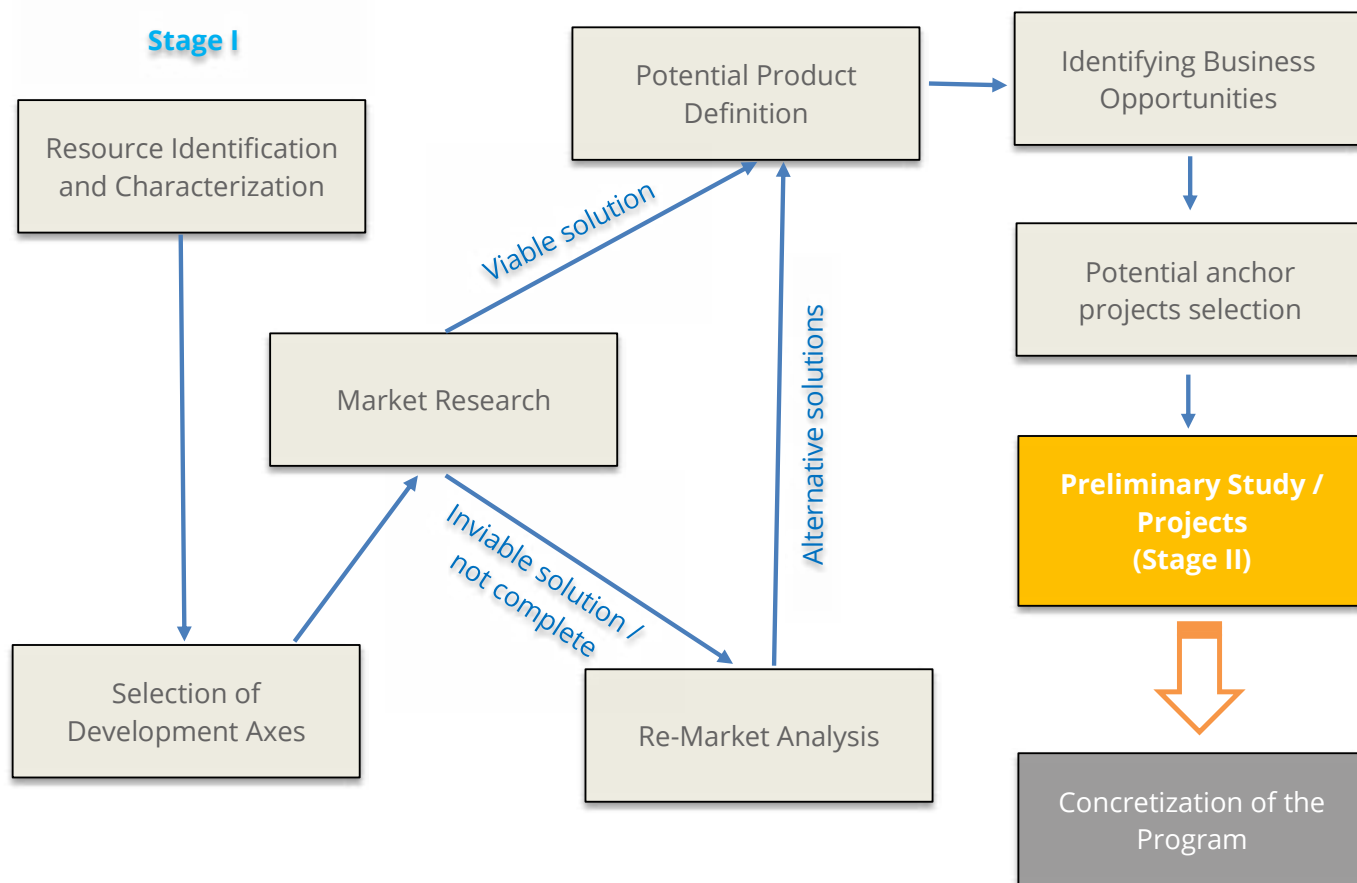 Stage I
Resource Identification
and Characterization
Selection of
Development Axes
Market Research
Viable solution
Inviable solution /
not complete
Re-Market Analysis
Alternative solutions
Potential Product
Definition
Identifying Business
Opportunities
Potential anchor
projects selection
Preliminary Study /
Projects
(Stage II)
Concretization of the
Program